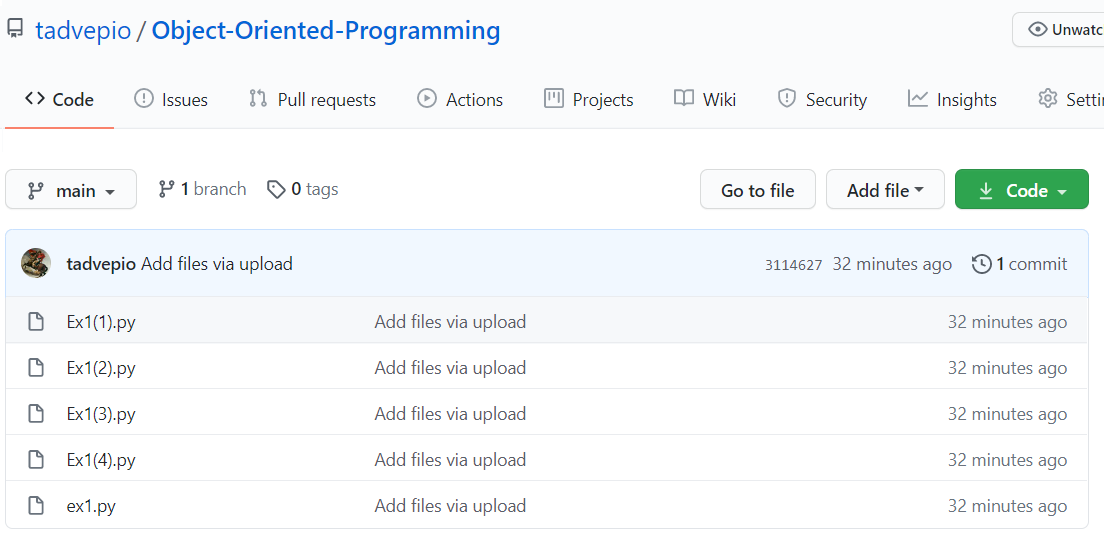 tadvepio / Object-Oriented-Programming
Unwatc
Code Issues Pull requests Actions Projects Wiki Security Insights Setti
main 1 branch 0 tags Go to file Add file Code
tadvepio Add files via upload 3114627 32 minutes ago 1 commit
Ex1(1).py Add files via upload 32 minutes ago
Ex1(2).py Add files via upload 32 minutes ago
Ex1(3).py Add files via upload 32 minutes ago
Ex1(4).py Add files via upload 32 minutes ago
ex1.py Add files via upload 32 minutes ago